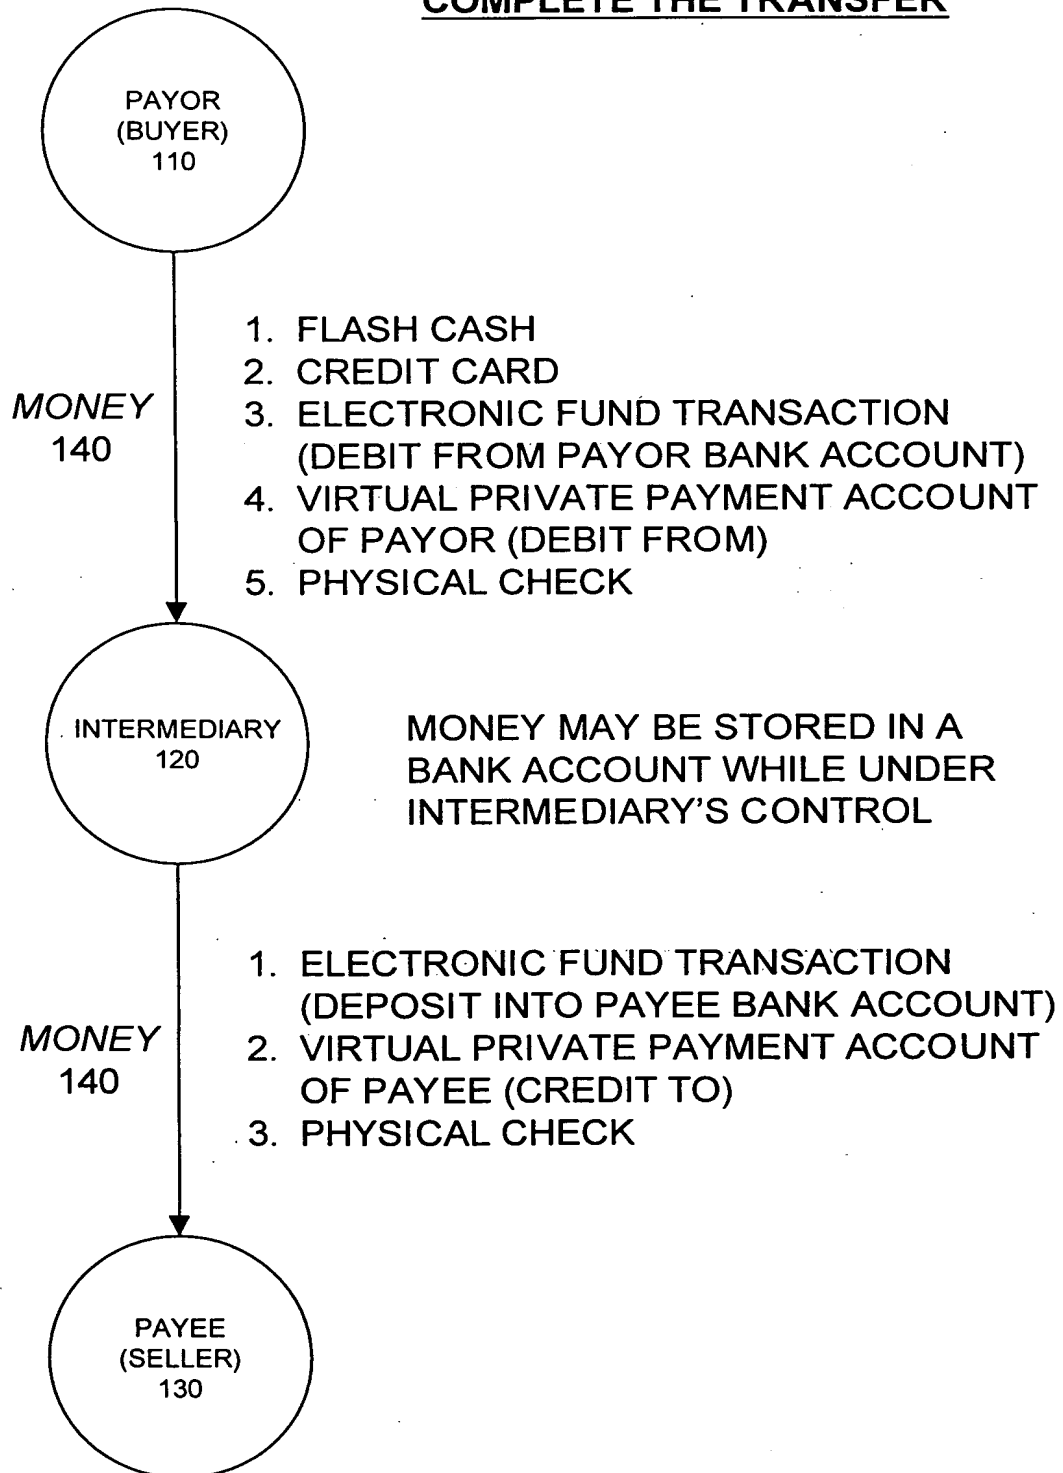 COMPLETE THE TRANSFER
PAYOR
(BUYER)
110
MONEY
140
1. FLASH CASH
2. CREDIT CARD
3. ELECTRONIC FUND TRANSACTION
(DEBIT FROM PAYOR BANK ACCOUNT)
4. VIRTUAL PRIVATE PAYMENT ACCOUNT
OF PAYOR (DEBIT FROM)
5. PHYSICAL CHECK
INTERMEDIARY
120
MONEY MAY BE STORED IN A
BANK ACCOUNT WHILE UNDER
INTERMEDIARY'S CONTROL
MONEY
140
1. ELECTRONIC FUND TRANSACTION
(DEPOSIT INTO PAYEE BANK ACCOUNT)
2. VIRTUAL PRIVATE PAYMENT ACCOUNT
OF PAYEE (CREDIT TO)
3. PHYSICAL CHECK
PAYEE
(SELLER)
130